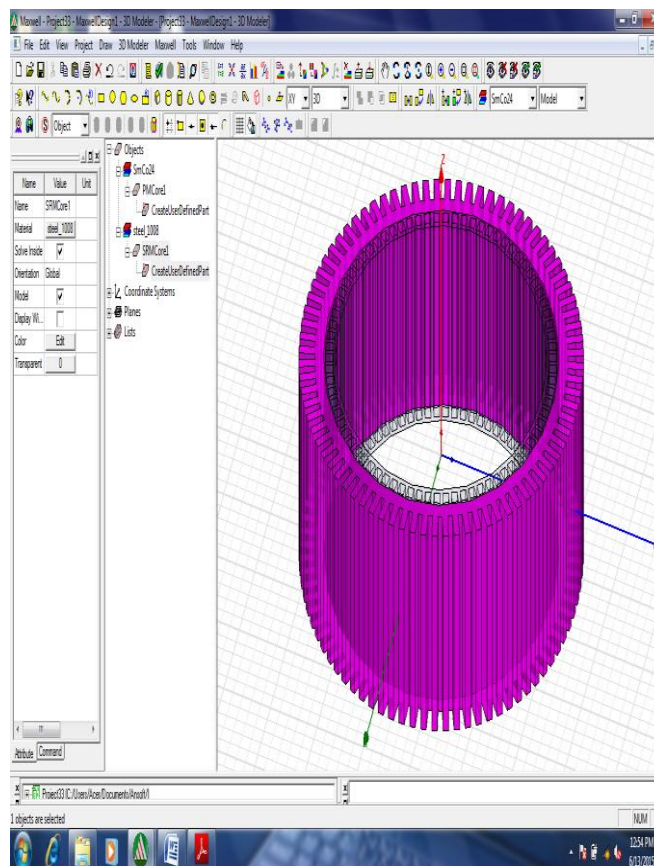 Maxwell - Project33 - MaxwellDesign1 - 3D Modeler - [Project33 - MaxwellDesign1 - 3D Modeler]
File Edit View Project Draw 3D Modeler Maxwell Tools Window Help
XY 3D SmCo24 Model
Object
Name Value Unit
Name SRMCore1
Material steel_1008
Solve Inside
Orientation Global
Model
Display Wi...
Color Edit
Transparent 0
Attribute Command
Objects
SmCo24
PMCore1
CreateUserDefinedPart
steel_1008
SRMCore1
CreateUserDefinedPart
Coordinate Systems
Planes
Lists
Z
Project33 (C:/Users/Acer/Documents/Ansoft/)
1 objects are selected
NUM
12:54 PM